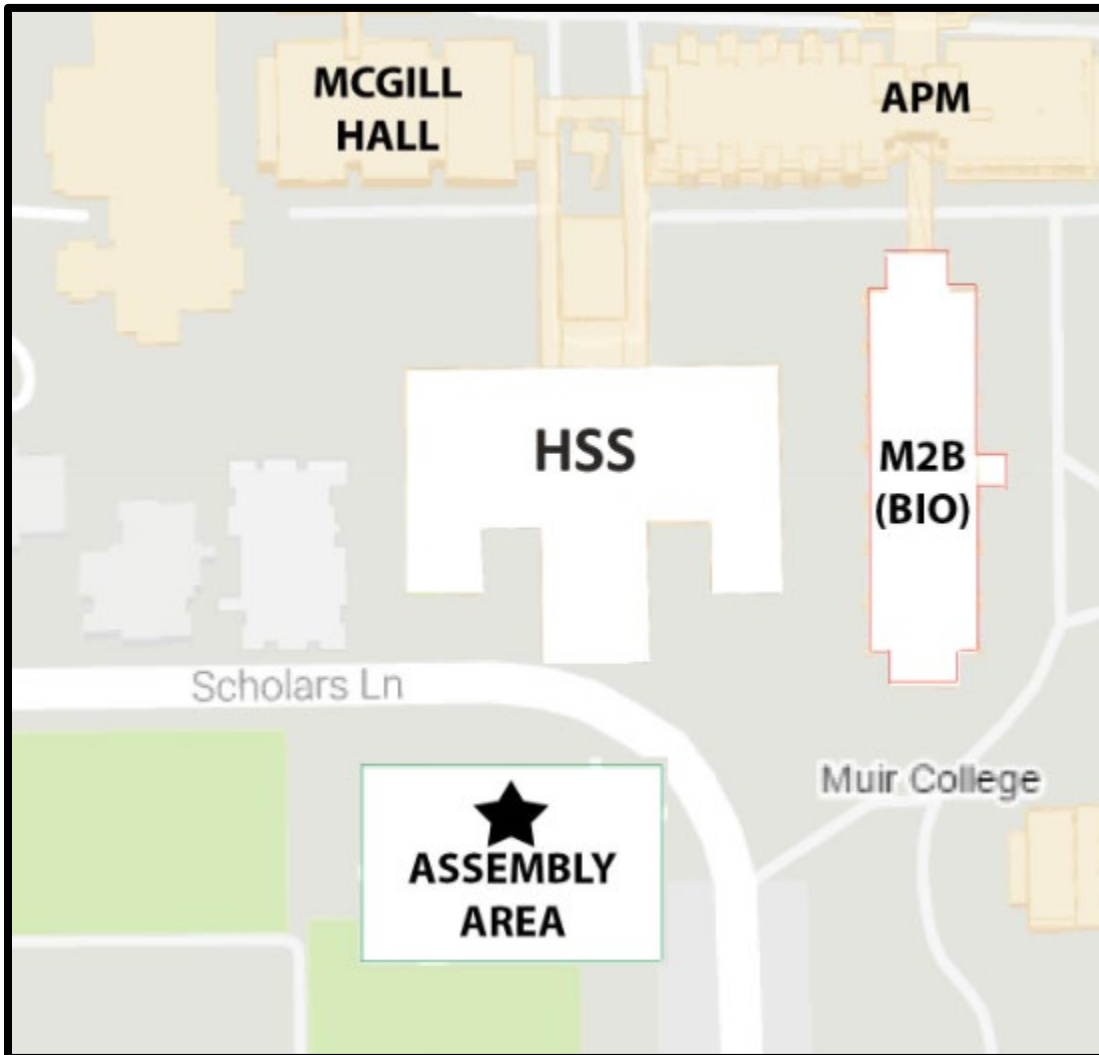 MCGILL
HALL
APM
HSS
M2B
(BIO)
Scholars Ln
Muir College
ASSEMBLY
AREA